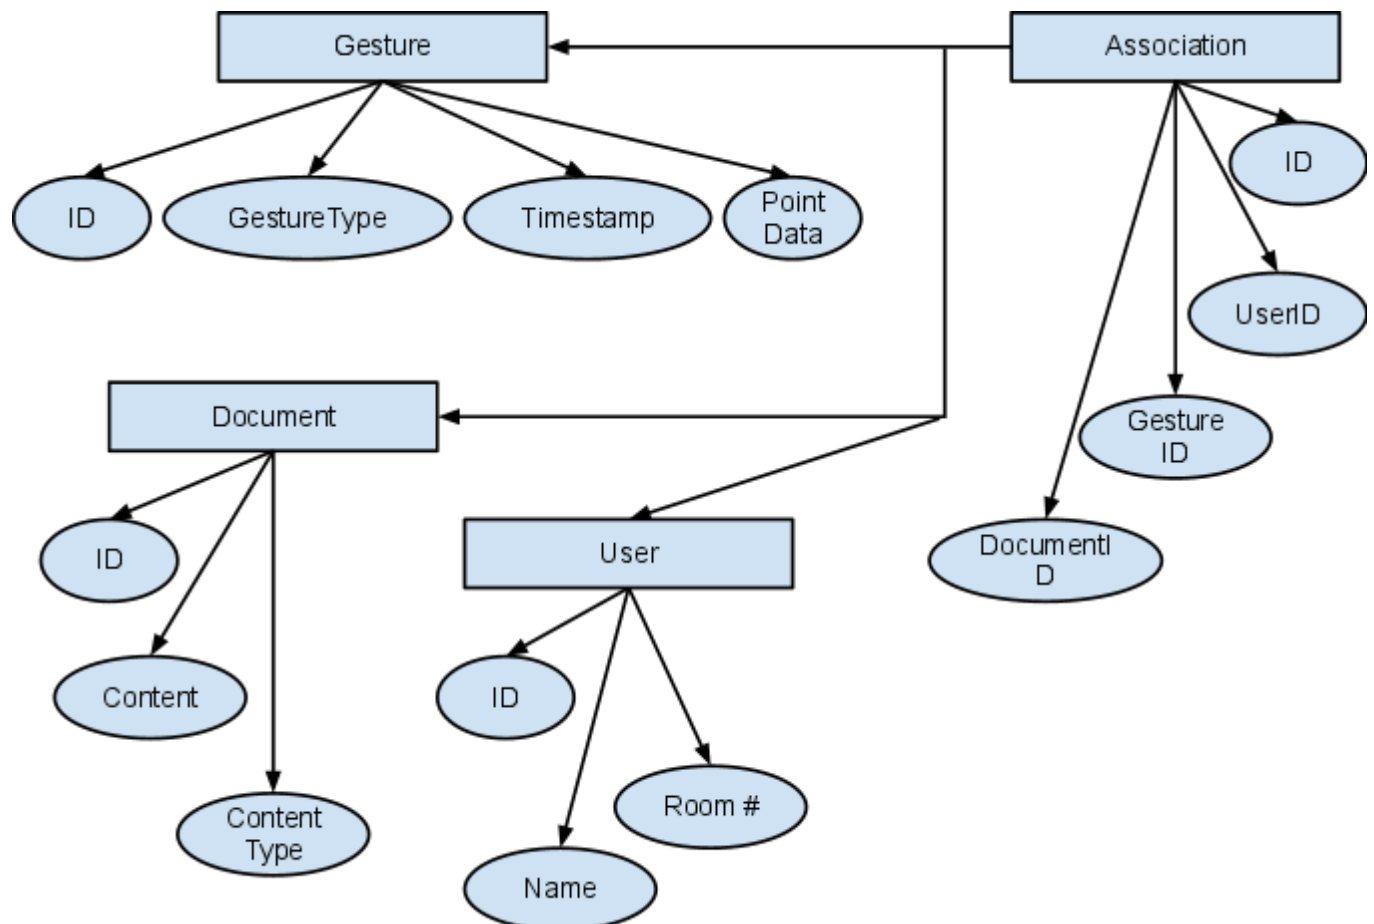 Gesture
Association
ID
GestureType
Timestamp
Point
Data
ID
UserID
Gesture
ID
DocumentI
D
Document
ID
Content
Content
Type
User
ID
Room #
Name